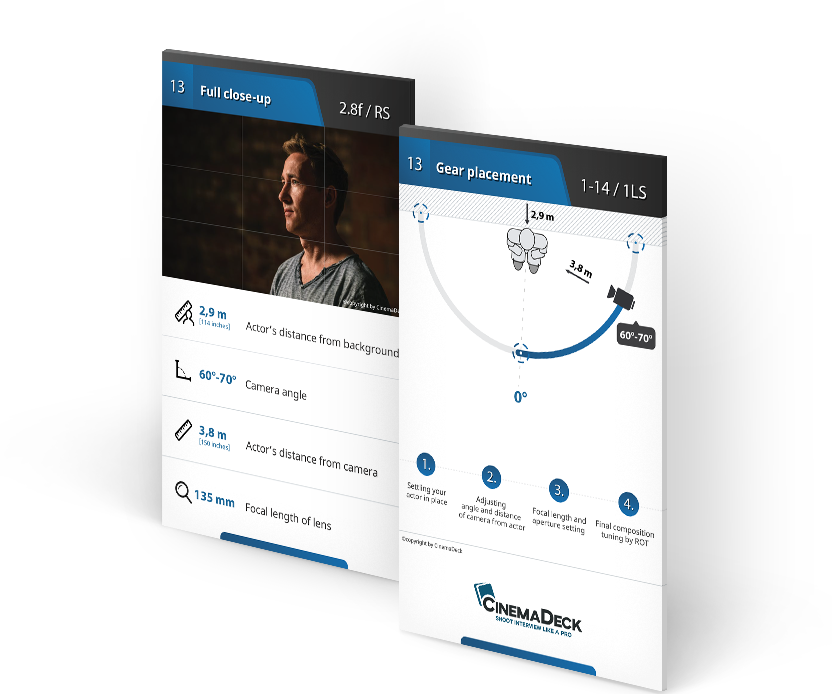 13
Full close-up
2.8f / RS
©copyright by CinemaD
2,9 m
[114 inches]
Actor's distance from background
60°-70°
Camera angle
3,8 m
[150 inches]
Actor's distance from camera
135 mm
Focal length of lens
13
Gear placement
1-14 / 1LS
2,9 m
3,8 m
60°-70°
0°
1.
Settling your
actor in place
2.
Adjusting
angle and distance
of camera from actor
3.
Focal length and
aperture setting
4.
Final composition
tuning by ROT
©copyright by CinemaDeck
CINEMADECK
SHOOT INTERVIEW LIKE A PRO